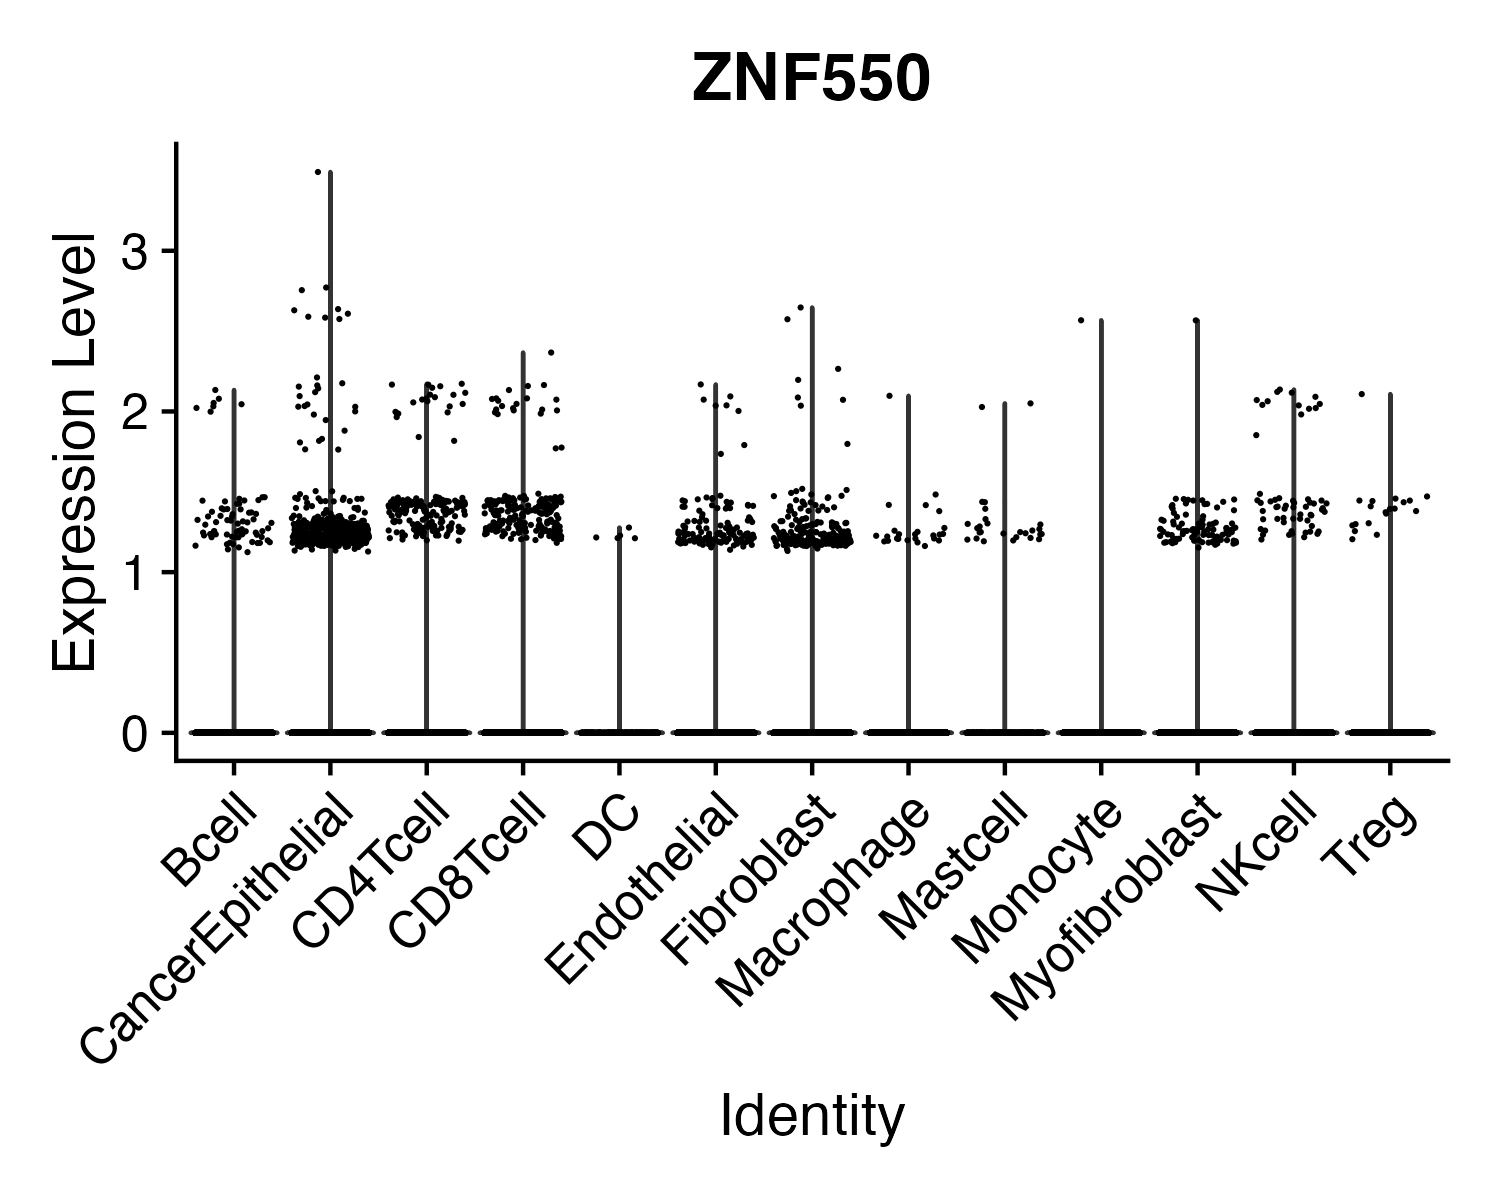 ZNF550
Expression Level
3
2
1
0
Bcell
CancerEpithelial
CD4Tcell
CD8Tcell
DC
Endothelial
Fibroblast
Macrophage
Mastcell
Monocyte
Myofibroblast
NKcell
Treg
Identity